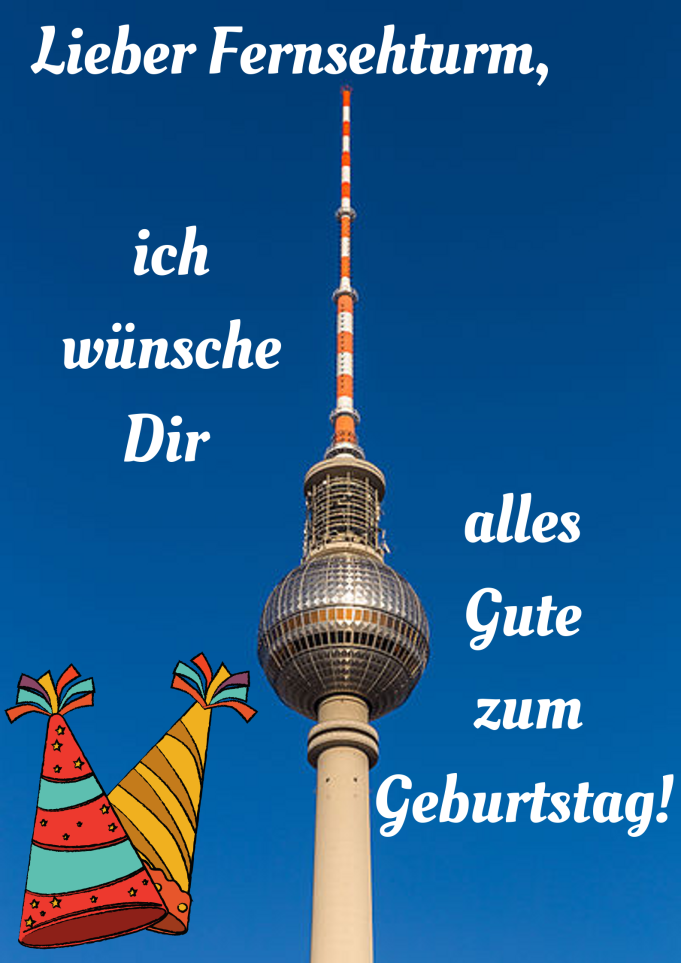 Lieber Fernsehturm,
ich
wünsche
Dir
alles
Gute
zum
Geburtstag!